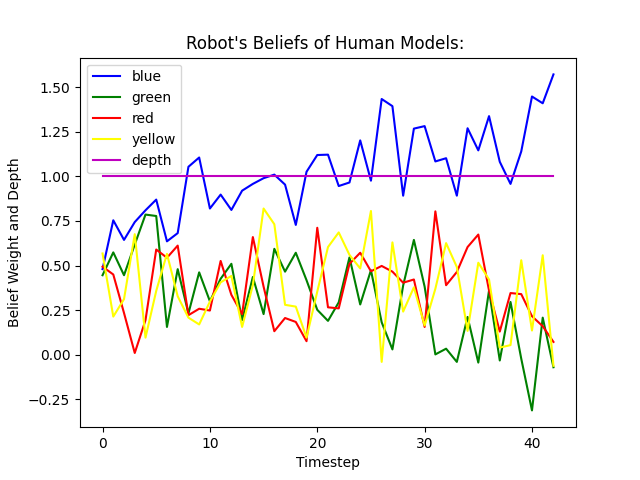 Robot's Beliefs of Human Models:
blue
green
red
yellow
depth
Belief Weight and Depth
1.50
1.25
1.00
0.75
0.50
0.25
0.00
−0.25
0
10
20
30
40
Timestep